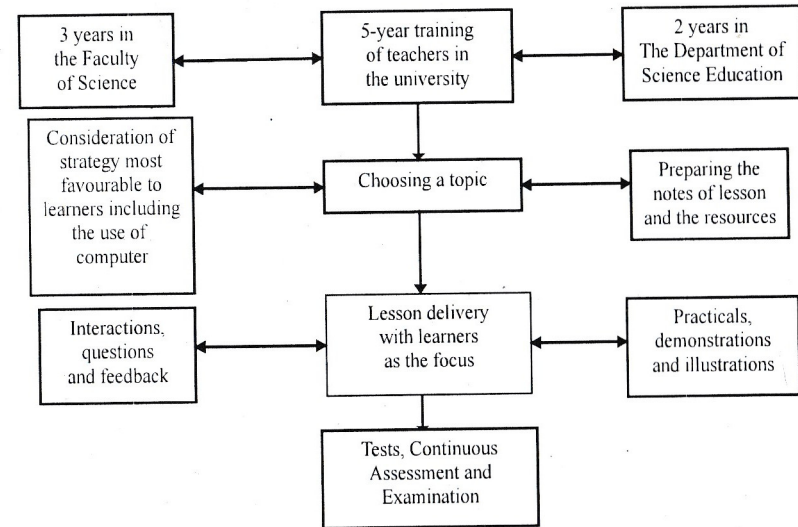 3 years in
the Faculty
of Science
5-year training
of teachers in
the university
2 years in
The Department of
Science Education
Consideration of
strategy most
favourable to
learners including
the use of
computer
Choosing a topic
Preparing the
notes of lesson
and the resources
Interactions,
questions
and feedback
Lesson delivery
with learners
as the focus
Practicals,
demonstrations
and illustrations
Tests, Continuous
Assessment and
Examination